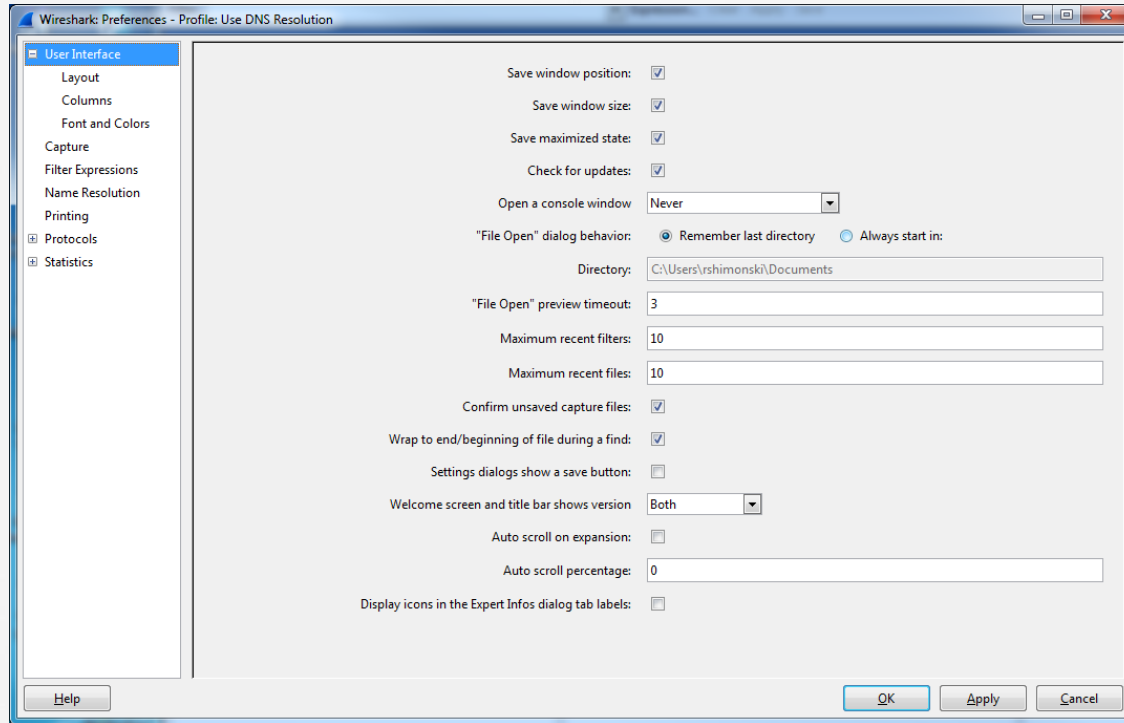 Wireshark: Preferences - Profile: Use DNS Resolution
User Interface
Layout
Columns
Font and Colors
Capture
Filter Expressions
Name Resolution
Printing
Protocols
Statistics
Save window position:
Save window size:
Save maximized state:
Check for updates:
Open a console window Never
"File Open" dialog behavior: Remember last directory Always start in:
Directory: C:\Users\rshimonski\Documents
"File Open" preview timeout: 3
Maximum recent filters: 10
Maximum recent files: 10
Confirm unsaved capture files:
Wrap to end/beginning of file during a find:
Settings dialogs show a save button:
Welcome screen and title bar shows version Both
Auto scroll on expansion:
Auto scroll percentage: 0
Display icons in the Expert Infos dialog tab labels:
Help OK Apply Cancel